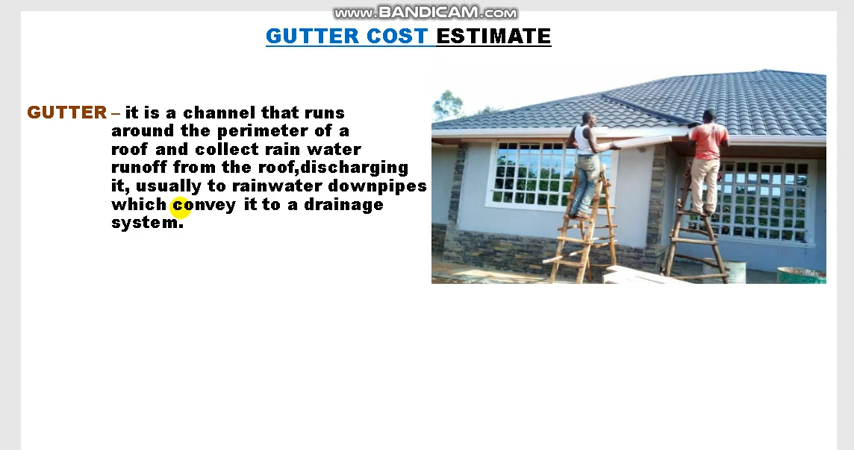 www.BANDICAM.com
GUTTER COST ESTIMATE
GUTTER – it is a channel that runs
around the perimeter of a
roof and collect rain water
runoff from the roof,discharging
it, usually to rainwater downpipes
which convey it to a drainage
system.